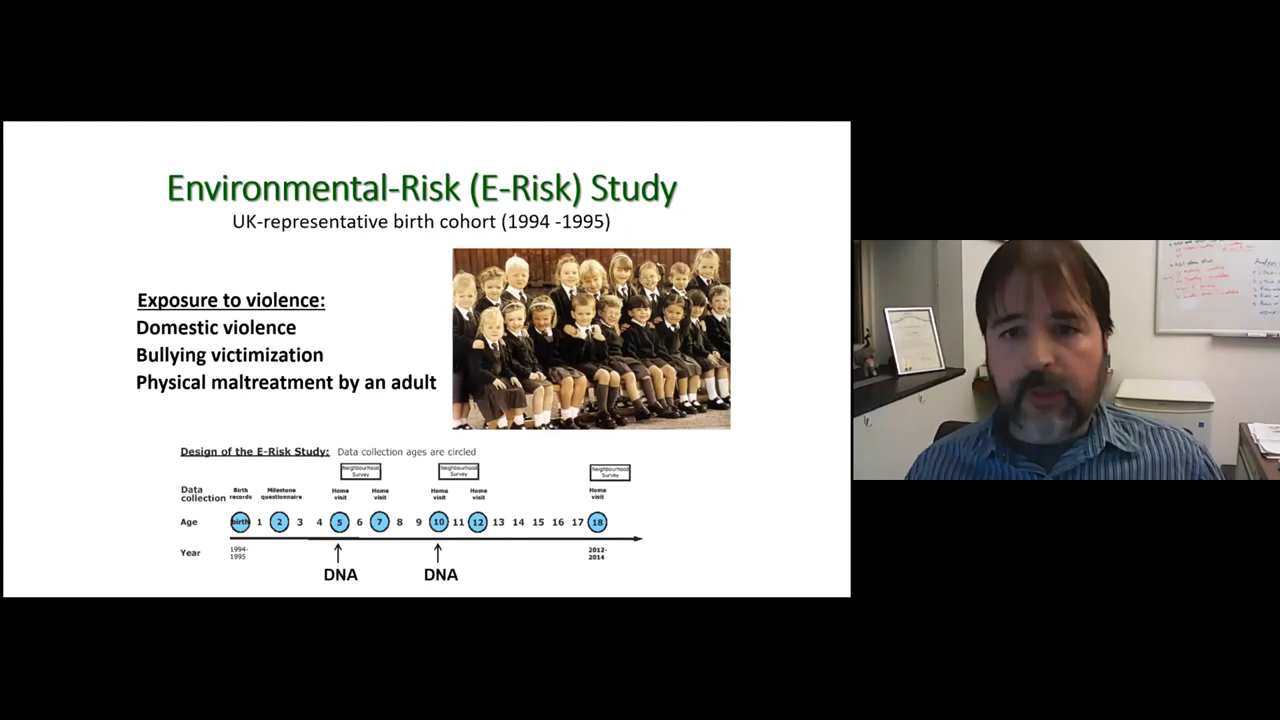 Environmental-Risk (E-Risk) Study
UK-representative birth cohort (1994 -1995)
Exposure to violence:
Domestic violence
Bullying victimization
Physical maltreatment by an adult
Design of the E-Risk Study: Data collection ages are circled
Neighbourhood Survey Neighbourhood Survey Neighbourhood Survey
Data collection Birth records Milestone questionnaire Home visit Home visit Home visit Home visit Home visit
Age birth 1 2 3 4 5 6 7 8 9 10 11 12 13 14 15 16 17 18
Year 1994-1995 2012-2014
DNA DNA